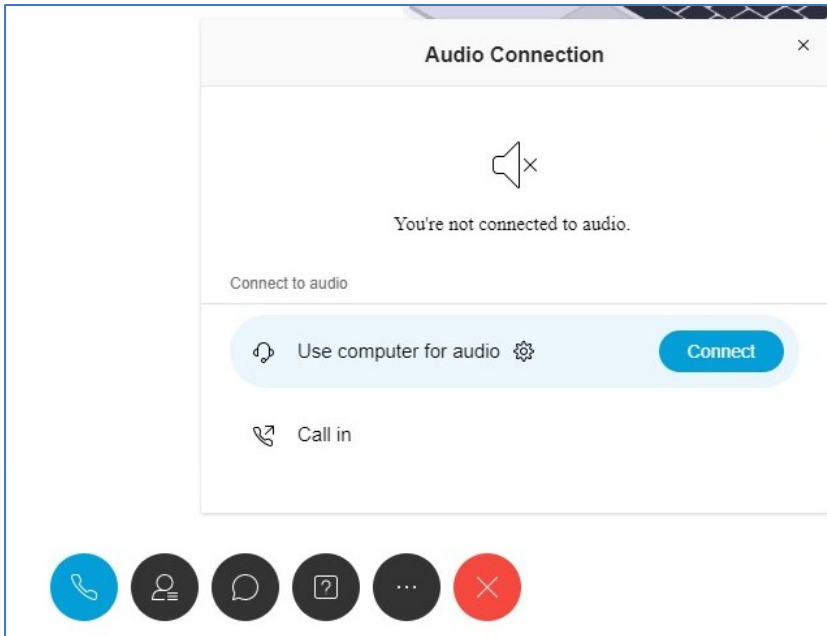 Audio Connection
You're not connected to audio.
Connect to audio
Use computer for audio
Connect
Call in